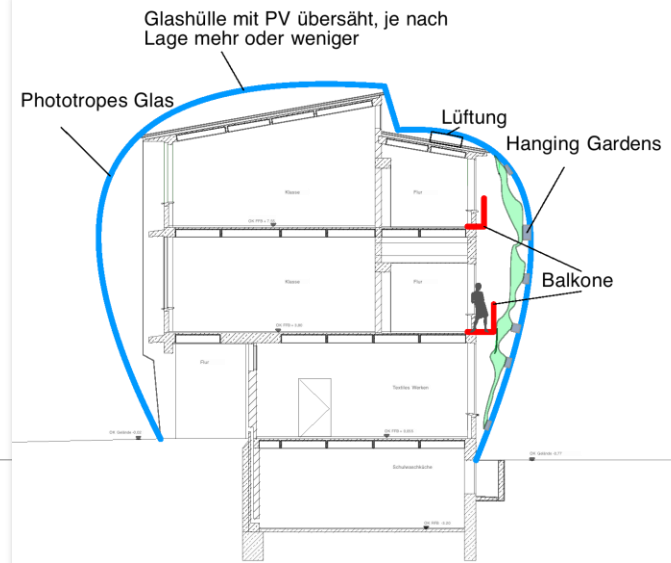 Glashülle mit PV übersäht, je nach
Lage mehr oder weniger
Phototropes Glas
Lüftung
Hanging Gardens
Klasse
Flur
Balkone
Klasse
Flur
Flur
Textiles Werken
Schulwaschküche